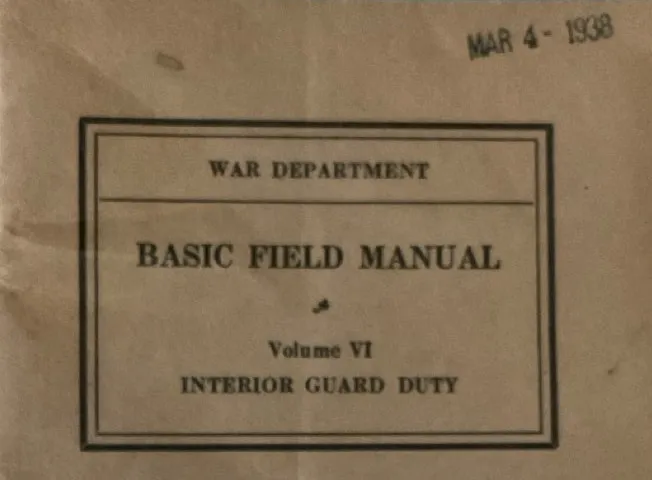 MAR 4 - 1938
WAR DEPARTMENT
BASIC FIELD MANUAL
Volume VI
INTERIOR GUARD DUTY